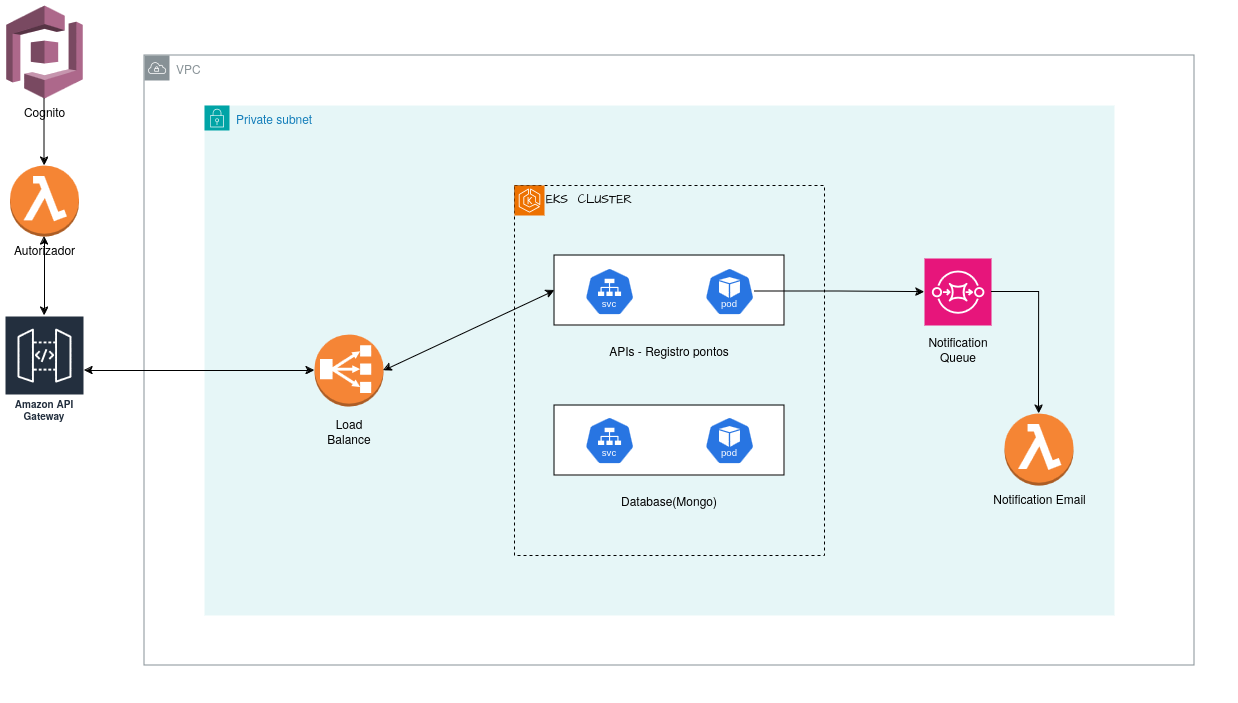 Cognito
VPC
Private subnet
Autorizador
EKS CLUSTER
K
svc
pod
APIs - Registro pontos
Notification
Queue
</>
Amazon API
Gateway
Load
Balance
svc
pod
Database(Mongo)
Notification Email